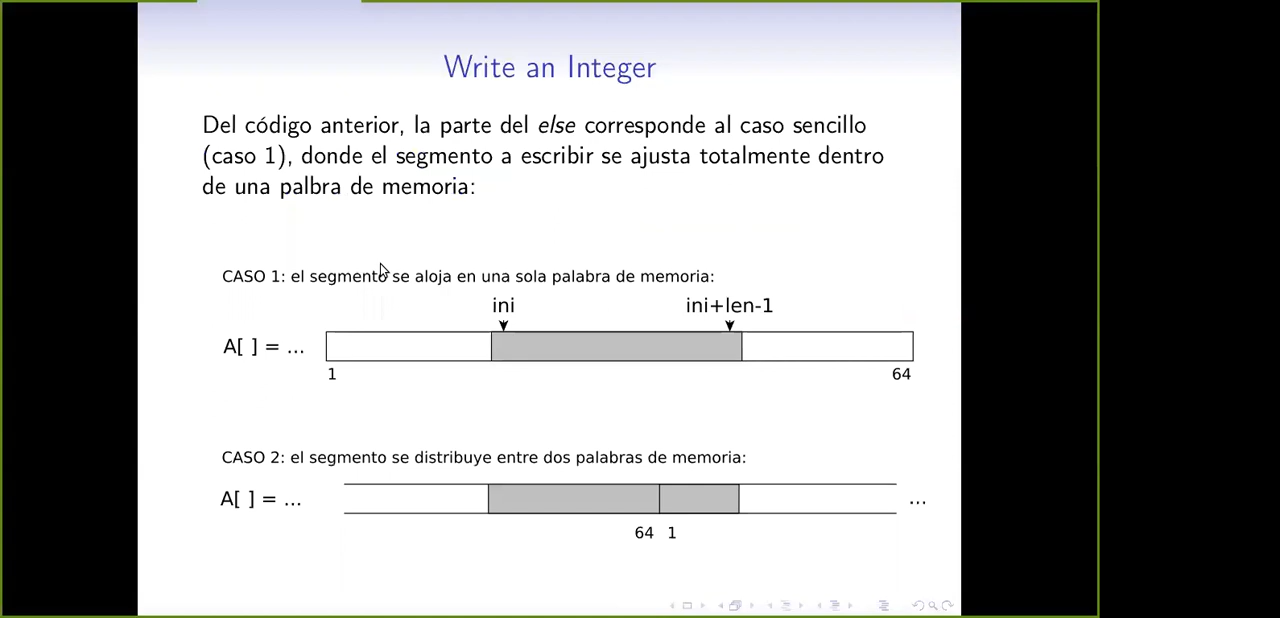 Write an Integer
Del código anterior, la parte del else corresponde al caso sencillo
(caso 1), donde el segmento a escribir se ajusta totalmente dentro
de una palbra de memoria:
CASO 1: el segmento se aloja en una sola palabra de memoria:
ini ini+len-1
A[ ] = ...
1 64
CASO 2: el segmento se distribuye entre dos palabras de memoria:
A[ ] = ... ...
64 1